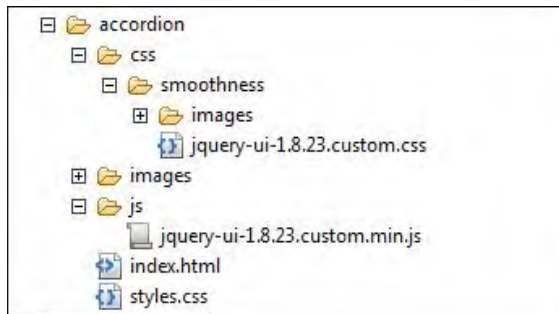 accordion
css
smoothness
images
jquery-ui-1.8.23.custom.css
images
js
jquery-ui-1.8.23.custom.min.js
index.html
styles.css